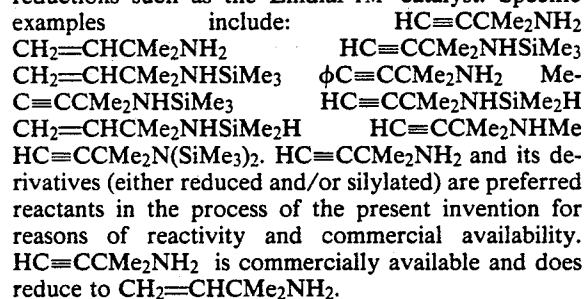 reductions such as the Lindlar™ catalyst. Specific
examples include: HC≡CCMe2NH2
CH2=CHCMe2NH2 HC≡CCMe2NHSiMe3
CH2=CHCMe2NHSiMe3 ϕC≡CCMe2NH2 Me-
C≡CCMe2NHSiMe3 HC≡CCMe2NHSiMe2H
CH2=CHCMe2NHSiMe2H HC≡CCMe2NHMe
HC≡CCMe2N(SiMe3)2. HC≡CCMe2NH2 and its de-
rivatives (either reduced and/or silylated) are preferred
reactants in the process of the present invention for
reasons of reactivity and commercial availability.
HC≡CCMe2NH2 is commercially available and does
reduce to CH2=CHCMe2NH2.